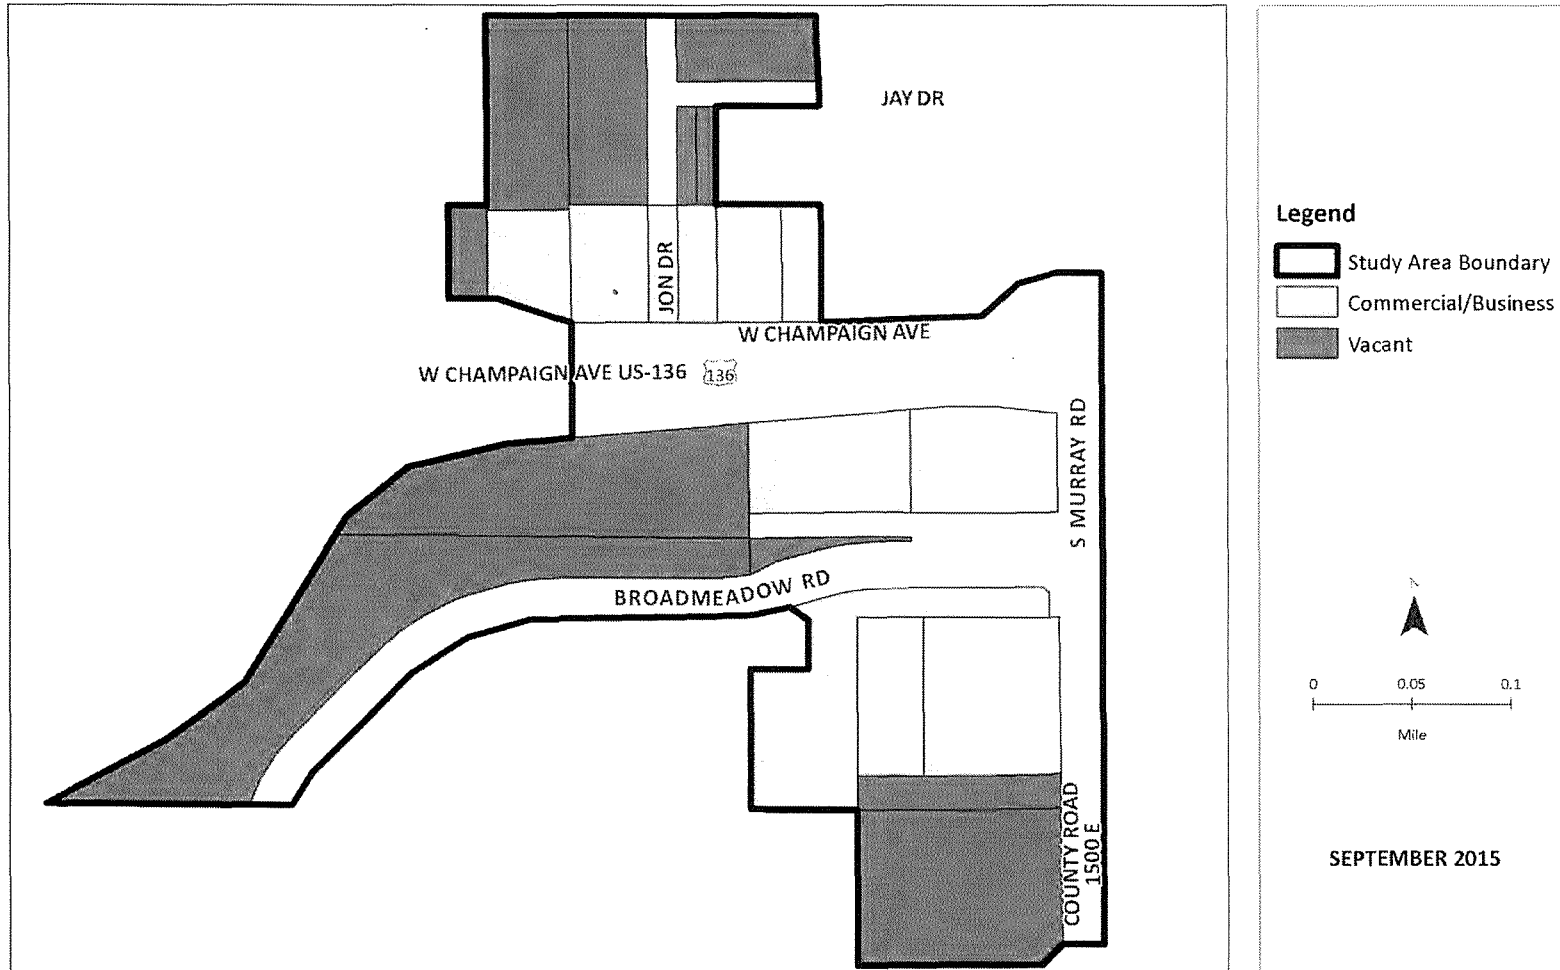 JAY DR
JON DR
W CHAMPAIGN AVE
W CHAMPAIGN AVE US-136 136
S MURRAY RD
BROADMEADOW RD
COUNTY ROAD
1500 E
Legend
Study Area Boundary
Commercial/Business
Vacant
N
0 0.05 0.1
Mile
SEPTEMBER 2015